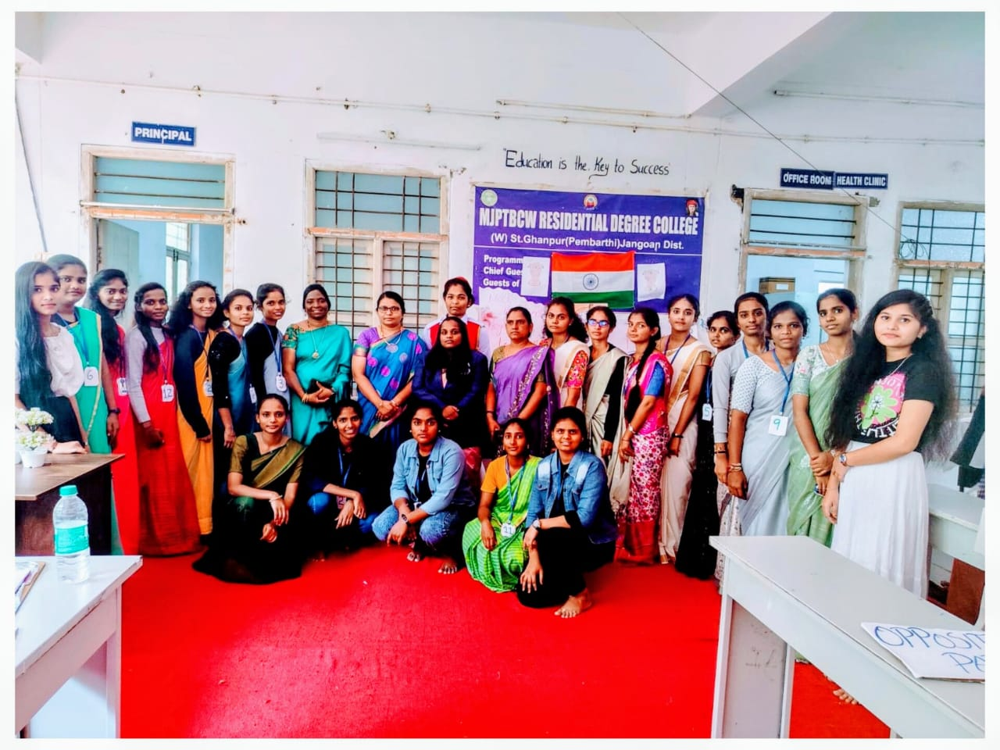 PRINCIPAL
"Education is the Key to Success"
OFFICE ROOM HEALTH CLINIC
MJPTBCW RESIDENTIAL DEGREE COLLEGE
(W) St.Ghanpur(Pembarthi)Jangoan Dist.
Programm
Chief Gues
Guests of
6
12
3
5
9
11
OPPOSIT
PA